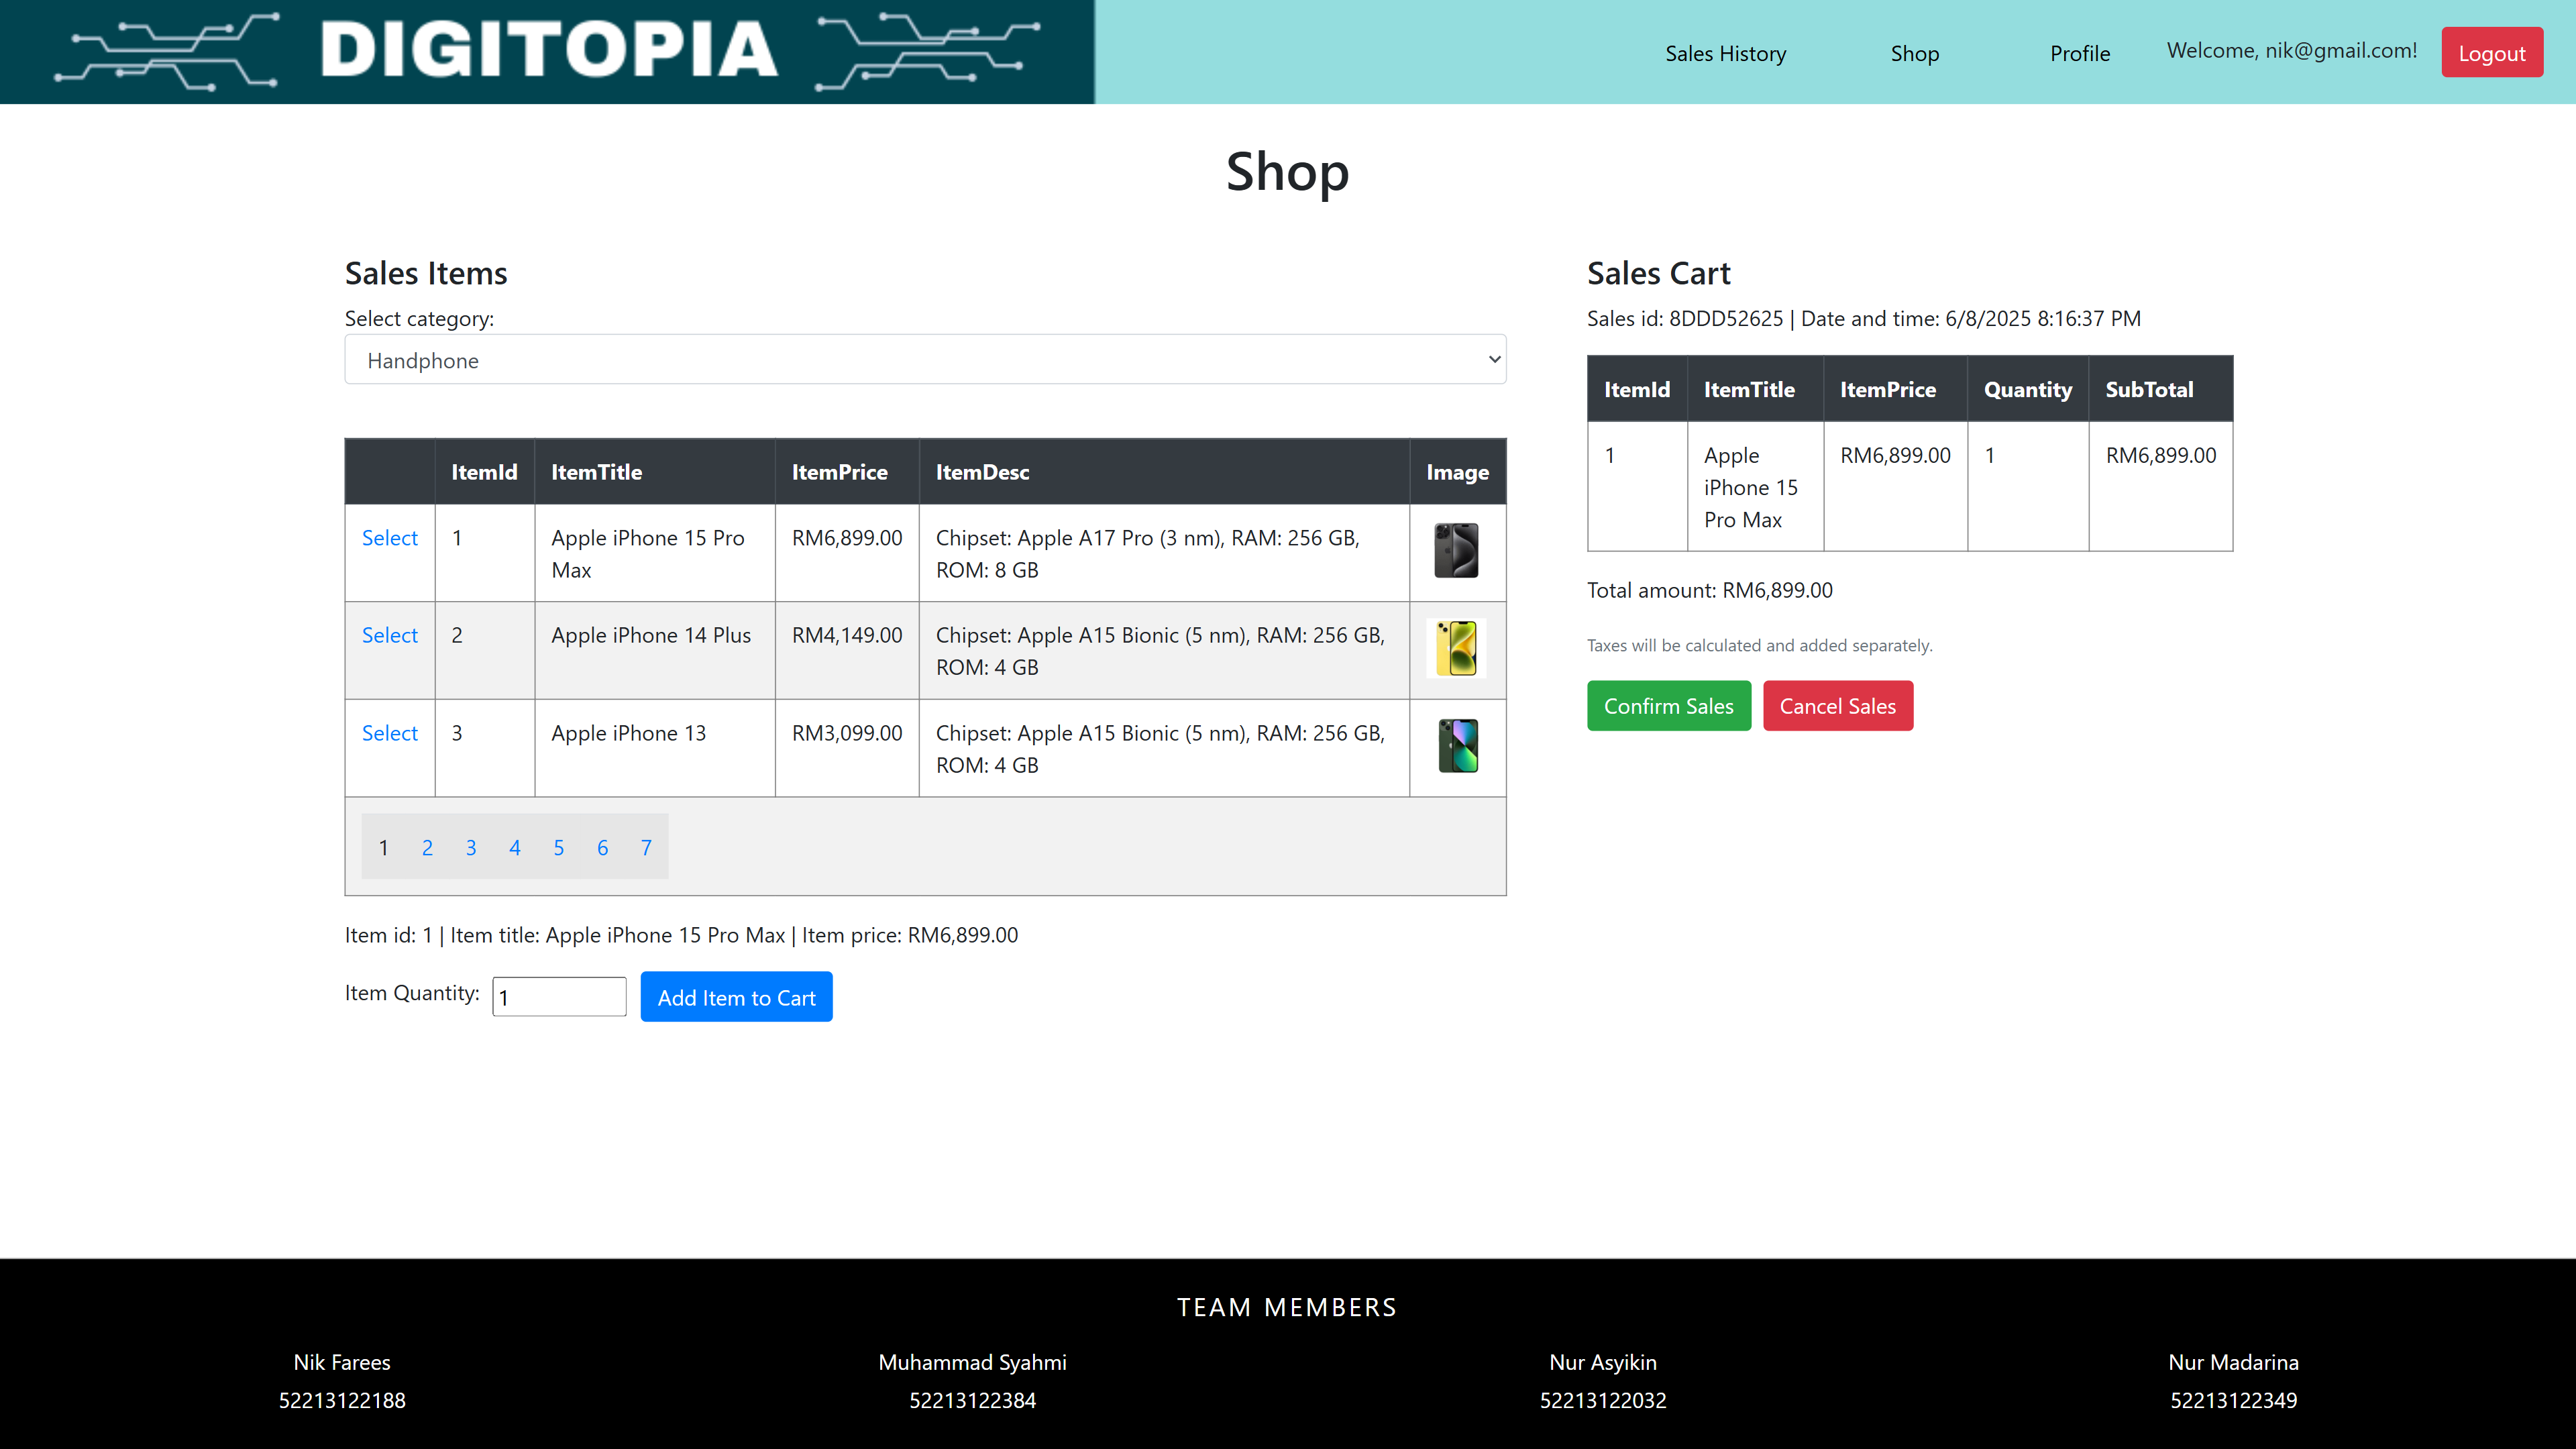 DIGITOPIA
Sales History
Shop
Profile
Welcome, nik@gmail.com!
Logout
Shop
Sales Items
Select category:
Handphone
ItemId ItemTitle ItemPrice ItemDesc Image
Select 1 Apple iPhone 15 Pro RM6,899.00 Chipset: Apple A17 Pro (3 nm), RAM: 256 GB,
Max ROM: 8 GB
Select 2 Apple iPhone 14 Plus RM4,149.00 Chipset: Apple A15 Bionic (5 nm), RAM: 256 GB,
ROM: 4 GB
Select 3 Apple iPhone 13 RM3,099.00 Chipset: Apple A15 Bionic (5 nm), RAM: 256 GB,
ROM: 4 GB
1 2 3 4 5 6 7
Item id: 1 | Item title: Apple iPhone 15 Pro Max | Item price: RM6,899.00
Item Quantity: 1 Add Item to Cart
Sales Cart
Sales id: 8DDD52625 | Date and time: 6/8/2025 8:16:37 PM
ItemId ItemTitle ItemPrice Quantity SubTotal
1 Apple RM6,899.00 1 RM6,899.00
iPhone 15
Pro Max
Total amount: RM6,899.00
Taxes will be calculated and added separately.
Confirm Sales Cancel Sales
TEAM MEMBERS
Nik Farees
52213122188
Muhammad Syahmi
52213122384
Nur Asyikin
52213122032
Nur Madarina
52213122349